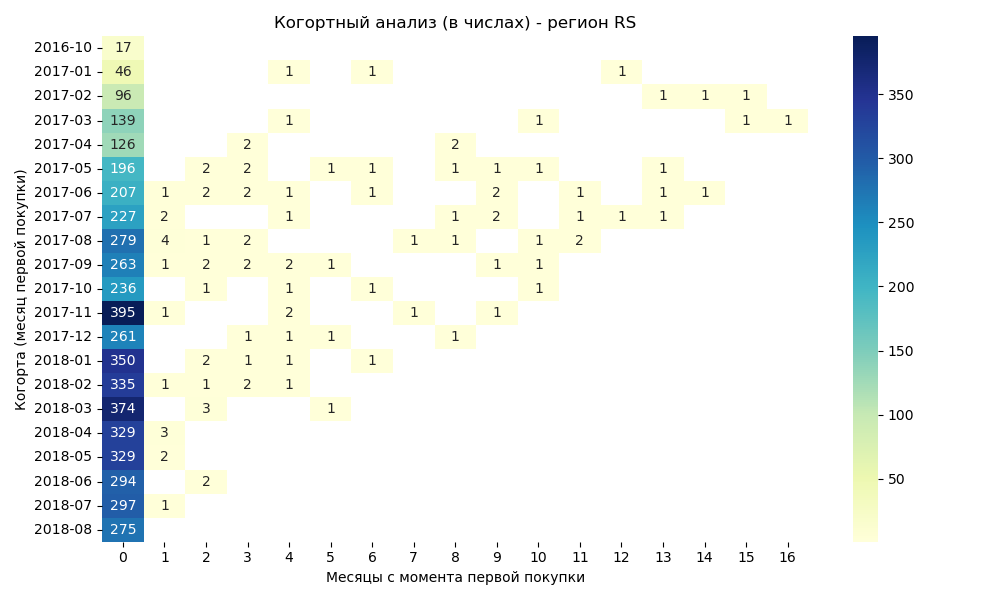 Когортный анализ (в числах) - регион RS
Когорта (месяц первой покупки)
2016-10 17
2017-01 46 1 1 1
2017-02 96 1 1 1
2017-03 139 1 1 1 1
2017-04 126 2 2
2017-05 196 2 2 1 1 1 1 1 1
2017-06 207 1 2 2 1 1 2 1 1 1
2017-07 227 2 1 1 2 1 1 1
2017-08 279 4 1 2 1 1 1 2
2017-09 263 1 2 2 2 1 1 1
2017-10 236 1 1 1 1
2017-11 395 1 2 1 1
2017-12 261 1 1 1 1
2018-01 350 2 1 1 1
2018-02 335 1 1 2 1
2018-03 374 3 1
2018-04 329 3
2018-05 329 2
2018-06 294 2
2018-07 297 1
2018-08 275
0 1 2 3 4 5 6 7 8 9 10 11 12 13 14 15 16
Месяцы с момента первой покупки
350
300
250
200
150
100
50